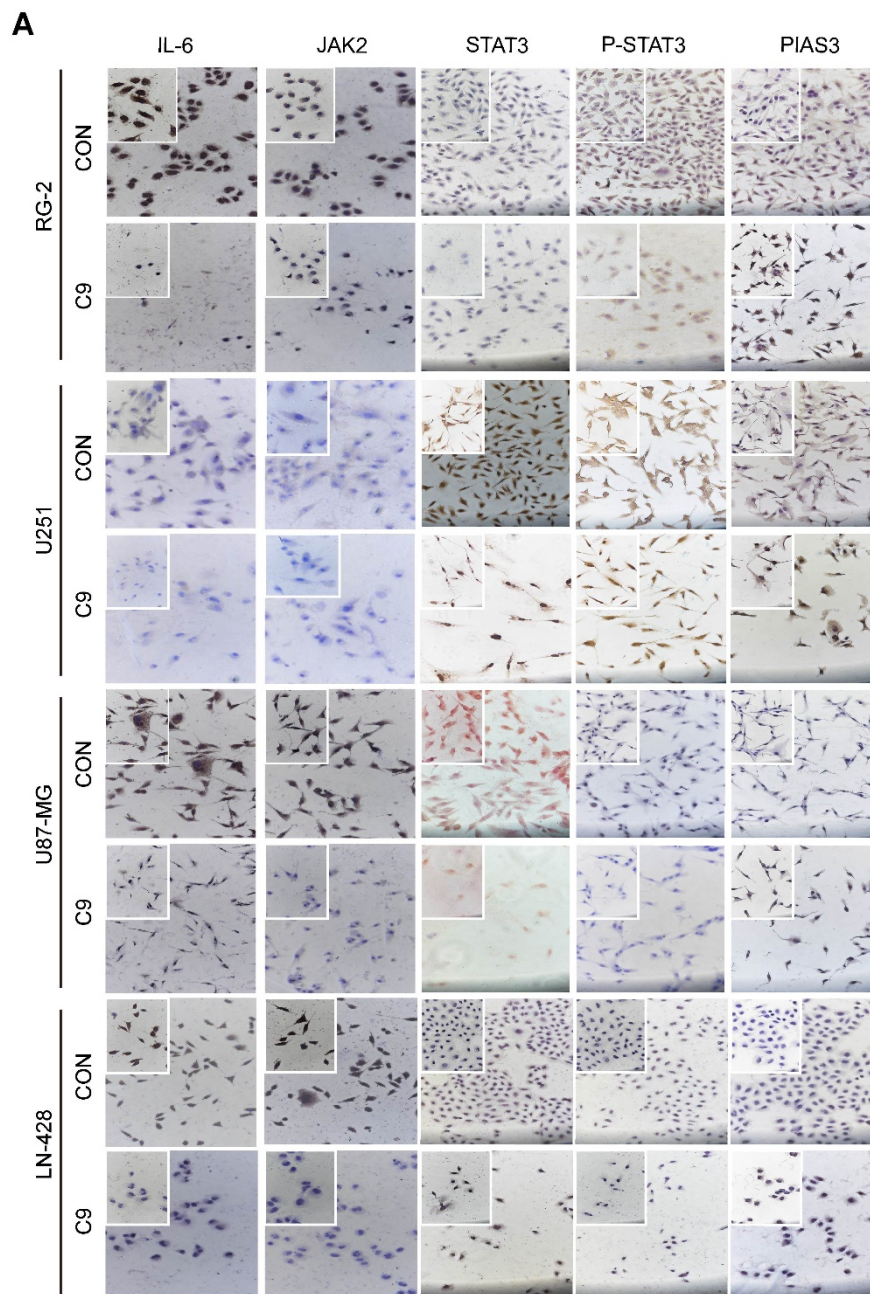 A
IL-6 JAK2 STAT3 P-STAT3 PIAS3
RG-2
CON
C9
U251
CON
C9
U87-MG
CON
C9
LN-428
CON
C9